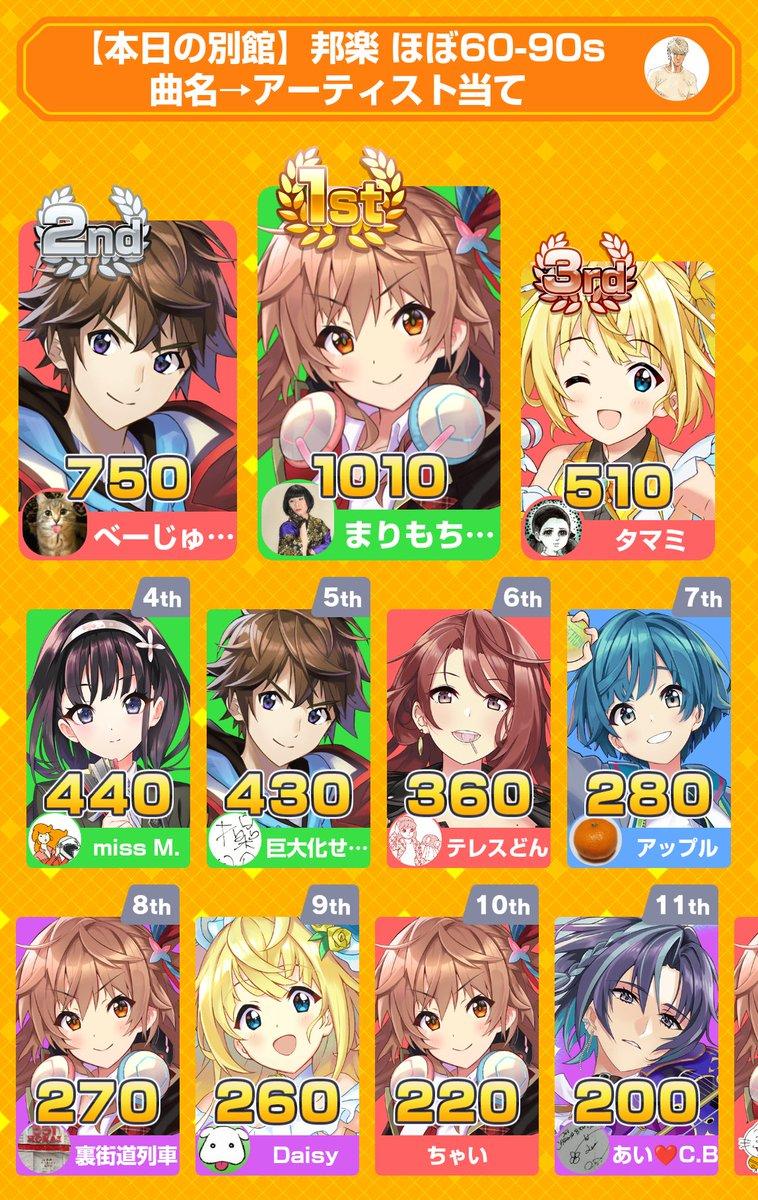 【本日の別館】邦楽 ほぼ60-90s
曲名→アーティスト当て
2nd
1st
3rd
750
1010
510
べーじゅ…
まりもち…
タマミ
4th
5th
6th
7th
440
430
360
280
miss M.
巨大化せ…
テレスどん
アップル
8th
9th
10th
11th
270
260
220
200
裏街道列車
Daisy
ちゃい
あい❤️C.B